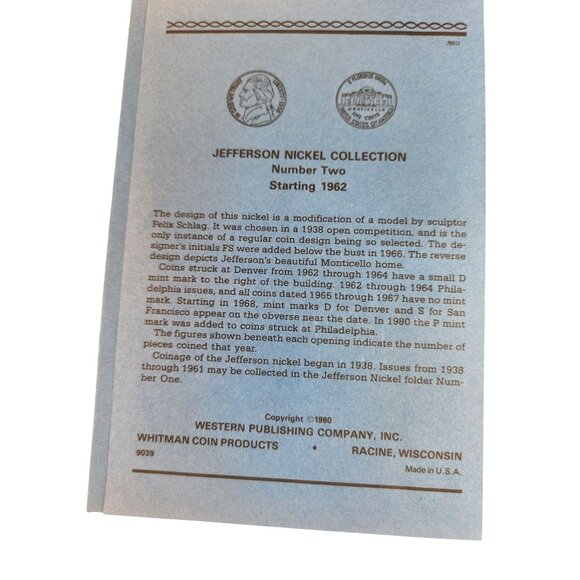 JEFFERSON NICKEL COLLECTION
Number Two
Starting 1962
The design of this nickel is a modification of a model by sculptor
Felix Schlag. It was chosen in a 1938 open competition, and is the
only instance of a regular coin design being so selected. The de-
signer's initials FS were added below the bust in 1966. The reverse
design depicts Jefferson's beautiful Monticello home.
Coins struck at Denver from 1962 through 1964 have a small D
mint mark to the right of the building. 1962 through 1964 Phila-
delphia issues, and all coins dated 1965 through 1967 have no mint
mark. Starting in 1968, mint marks D for Denver and S for San
Francisco appear on the obverse near the date. In 1980 the P mint
mark was added to coins struck at Philadelphia.
The figures shown beneath each opening indicate the number of
pieces coined that year.
Coinage of the Jefferson nickel began in 1938. Issues from 1938
through 1961 may be collected in the Jefferson Nickel folder Num-
ber One.
Copyright ©1980
WESTERN PUBLISHING COMPANY, INC.
WHITMAN COIN PRODUCTS • RACINE, WISCONSIN
9039
Made in U.S.A.
E PLURIBUS UNUM
MONTICELLO
FIVE CENTS
UNITED STATES OF AMERICA